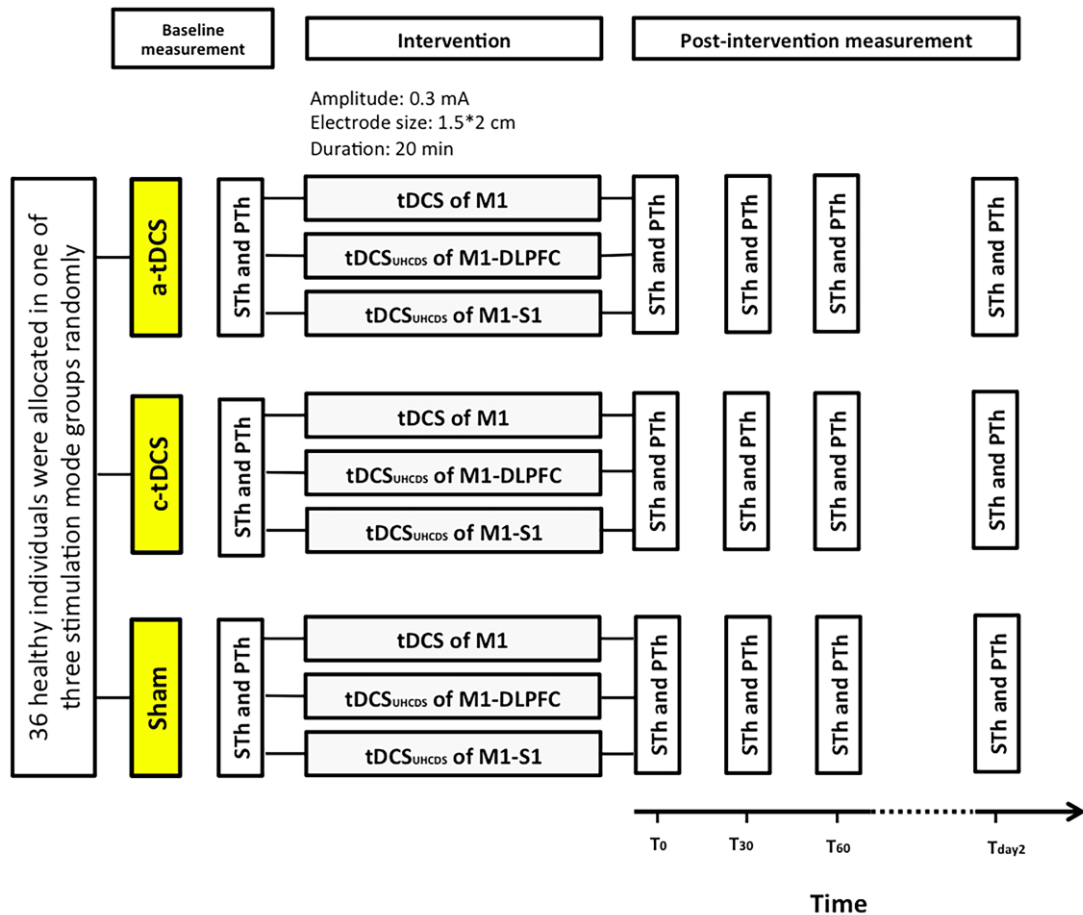 Baseline
measurement
Intervention
Post-intervention measurement
Amplitude: 0.3 mA
Electrode size: 1.5*2 cm
Duration: 20 min
36 healthy individuals were allocated in one of
three stimulation mode groups randomly
a-tDCS
STh and PTh
tDCS of M1
tDCSUHCDS of M1-DLPFC
tDCSUHCDS of M1-S1
STh and PTh
STh and PTh
STh and PTh
STh and PTh
c-tDCS
STh and PTh
tDCS of M1
tDCSUHCDS of M1-DLPFC
tDCSUHCDS of M1-S1
STh and PTh
STh and PTh
STh and PTh
STh and PTh
Sham
STh and PTh
tDCS of M1
tDCSUHCDS of M1-DLPFC
tDCSUHCDS of M1-S1
STh and PTh
STh and PTh
STh and PTh
STh and PTh
T0
T30
T60
Tday2
Time